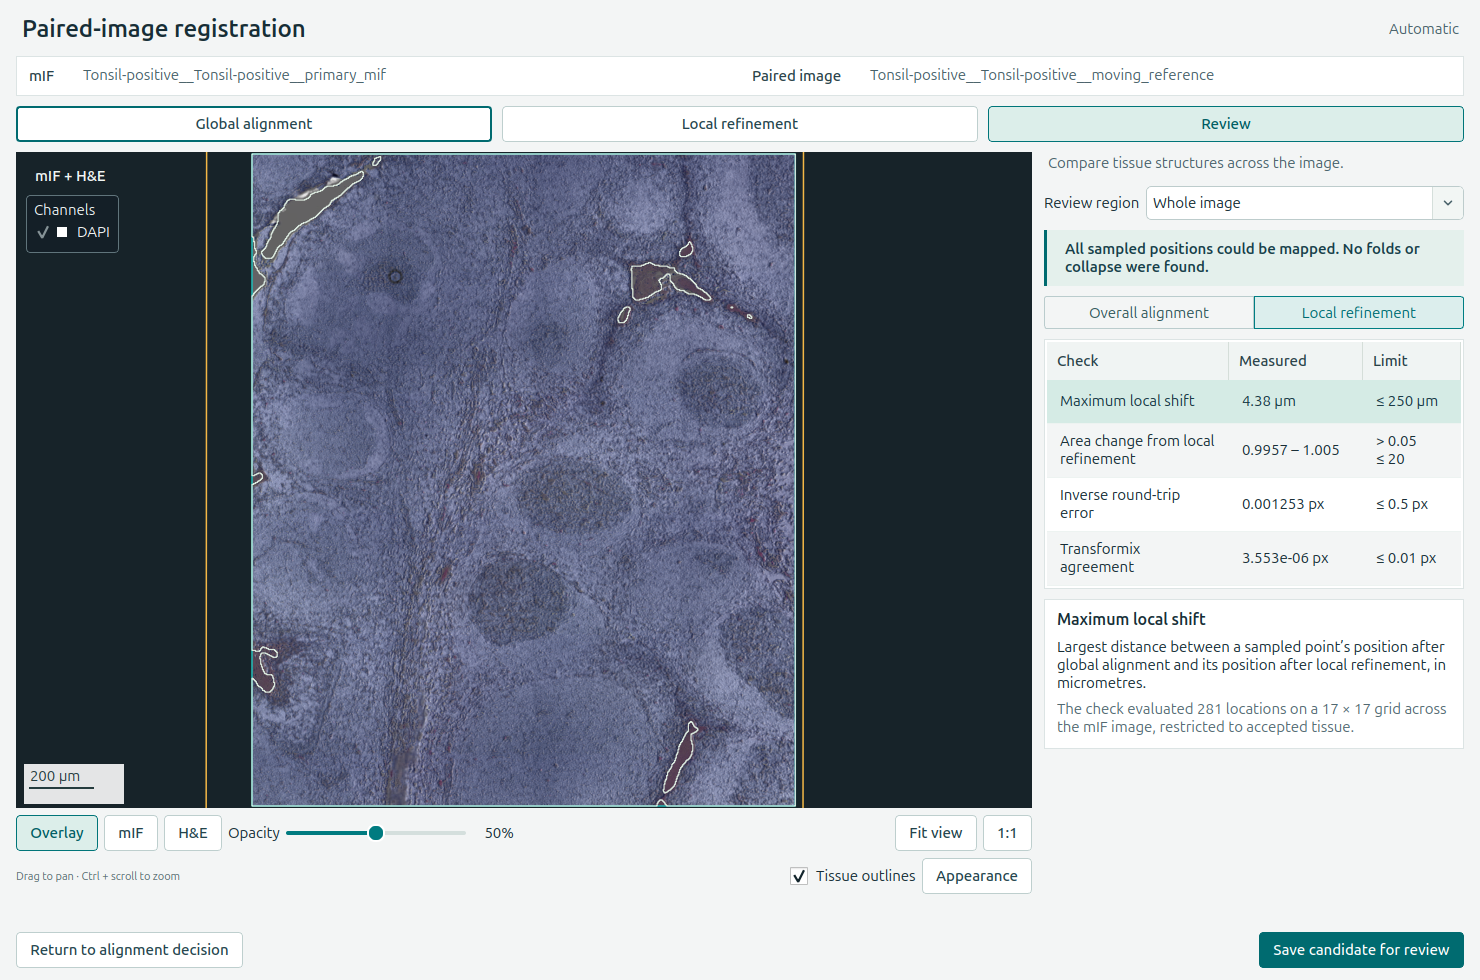 Paired-image registration
Automatic
mIF Tonsil-positive__Tonsil-positive__primary_mif Paired image Tonsil-positive__Tonsil-positive__moving_reference
Global alignment Local refinement Review
mIF + H&E
Channels
DAPI
200 µm
Compare tissue structures across the image.
Review region Whole image
All sampled positions could be mapped. No folds or
collapse were found.
Overall alignment Local refinement
Check Measured Limit
Maximum local shift 4.38 µm ≤ 250 µm
Area change from local
refinement 0.9957 – 1.005 > 0.05
≤ 20
Inverse round-trip
error 0.001253 px ≤ 0.5 px
Transformix
agreement 3.553e-06 px ≤ 0.01 px
Maximum local shift
Largest distance between a sampled point’s position after
global alignment and its position after local refinement, in
micrometres.
The check evaluated 281 locations on a 17 × 17 grid across
the mIF image, restricted to accepted tissue.
Overlay mIF H&E Opacity 50% Fit view 1:1
Drag to pan · Ctrl + scroll to zoom Tissue outlines Appearance
Return to alignment decision Save candidate for review